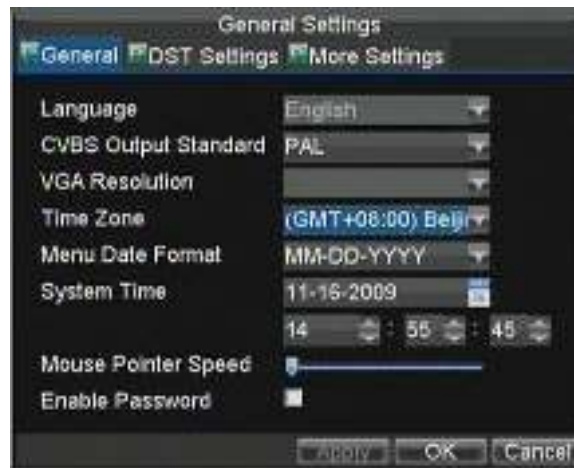 General Settings
General DST Settings More Settings
Language English
CVBS Output Standard PAL
VGA Resolution
Time Zone (GMT+08:00) Beiji
Menu Date Format MM-DD-YYYY
System Time 11-16-2009
14 : 55 : 45
Mouse Pointer Speed
Enable Password
Apply OK Cancel